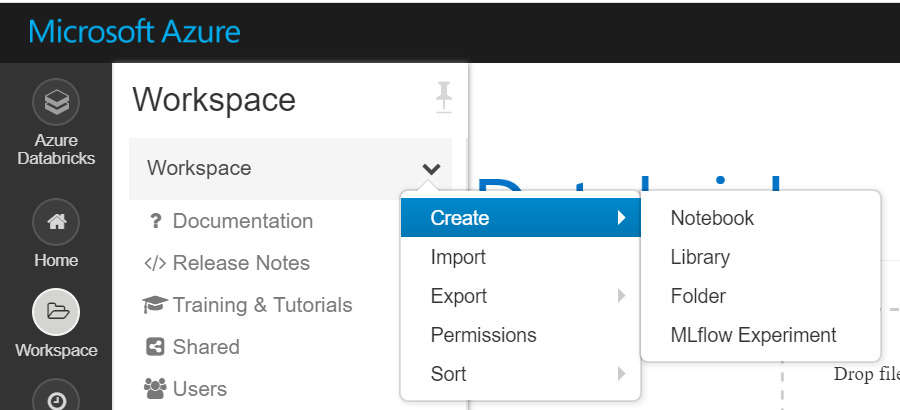 Microsoft Azure
Azure
Databricks
Home
Workspace
Workspace
Workspace
? Documentation
</> Release Notes
Training & Tutorials
Shared
Users
Create
Import
Export
Permissions
Sort
Notebook
Library
Folder
MLflow Experiment
Drop file